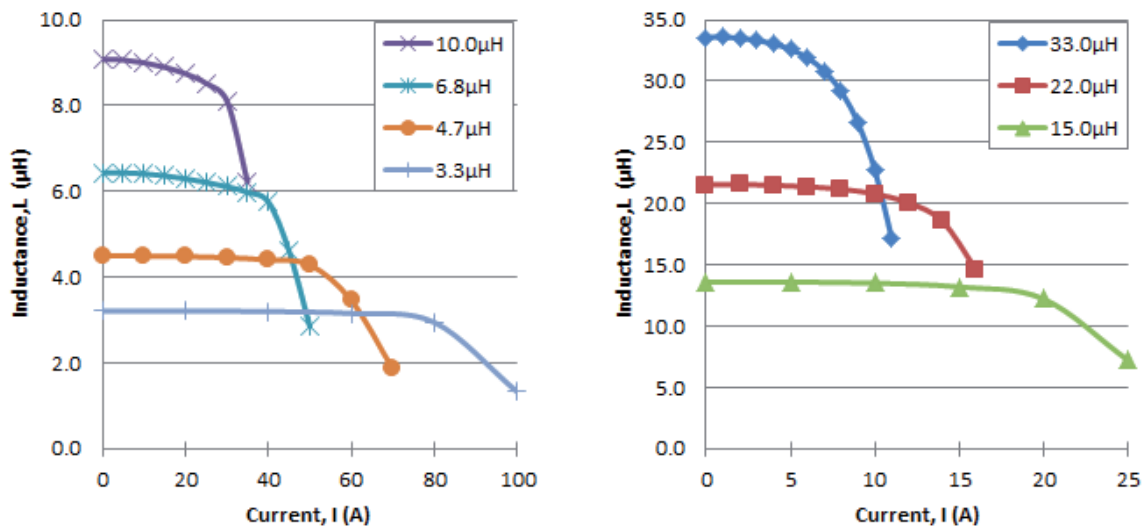 10.0
8.0
6.0
4.0
2.0
0.0
Inductance,L (μH)
0 20 40 60 80 100
Current, I (A)
10.0μH
6.8μH
4.7μH
3.3μH
35.0
30.0
25.0
20.0
15.0
10.0
5.0
0.0
Inductance,L (μH)
0 5 10 15 20 25
Current, I (A)
33.0μH
22.0μH
15.0μH